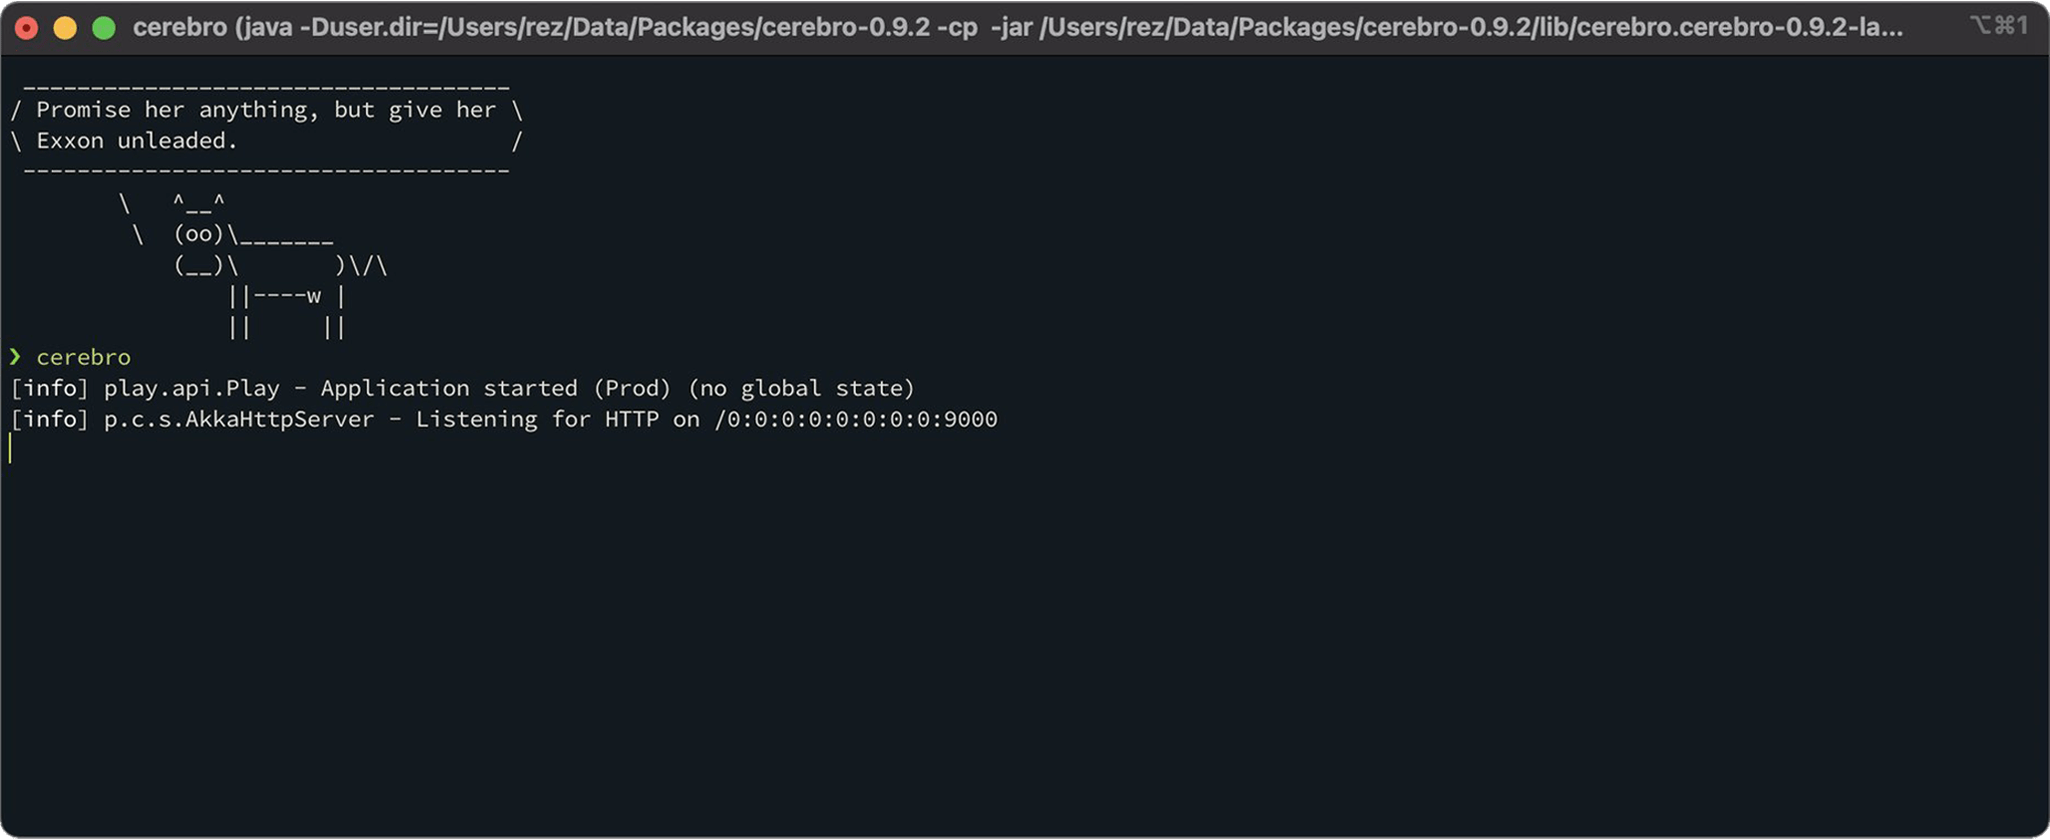 cerebro (java -Duser.dir=/Users/rez/Data/Packages/cerebro-0.9.2 -cp  -jar /Users/rez/Data/Packages/cerebro-0.9.2/lib/cerebro.cerebro-0.9.2-la... ⌥⌘1
 ____________________________________
/ Promise her anything, but give her \
\ Exxon unleaded.                    /
 ------------------------------------
        \   ^__^
         \  (oo)\_______
            (__)\       )\/\
                ||----w |
                ||     ||
❯ cerebro
[info] play.api.Play - Application started (Prod) (no global state)
[info] p.c.s.AkkaHttpServer - Listening for HTTP on /0:0:0:0:0:0:0:0:9000